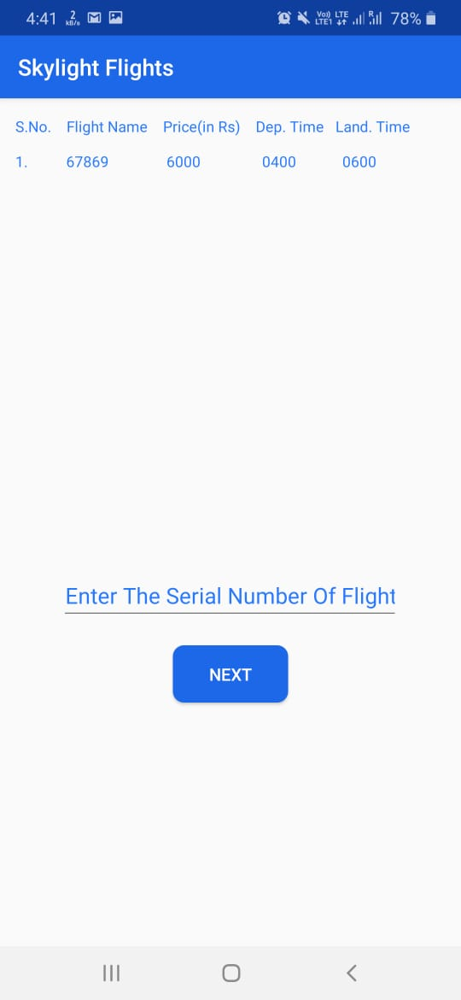 4:41 2 kB/s Vo)) LTE LTE1 R 78%
Skylight Flights
S.No. Flight Name Price(in Rs) Dep. Time Land. Time
1. 67869 6000 0400 0600
Enter The Serial Number Of Flight
NEXT